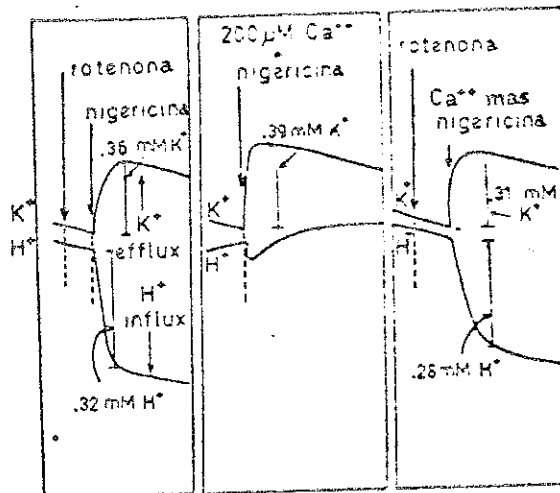 rotenona
nigericina
.36 mM K⁺
K⁺
H⁺
K⁺
efflux
H⁺
influx
.32 mM H⁺
200 µM Ca⁺⁺
nigericina
.39 mM K⁺
K⁺
H⁺
rotenona
Ca⁺⁺ mas
nigericina
.31 mM
K⁺
K⁺
H
.28 mM H⁺